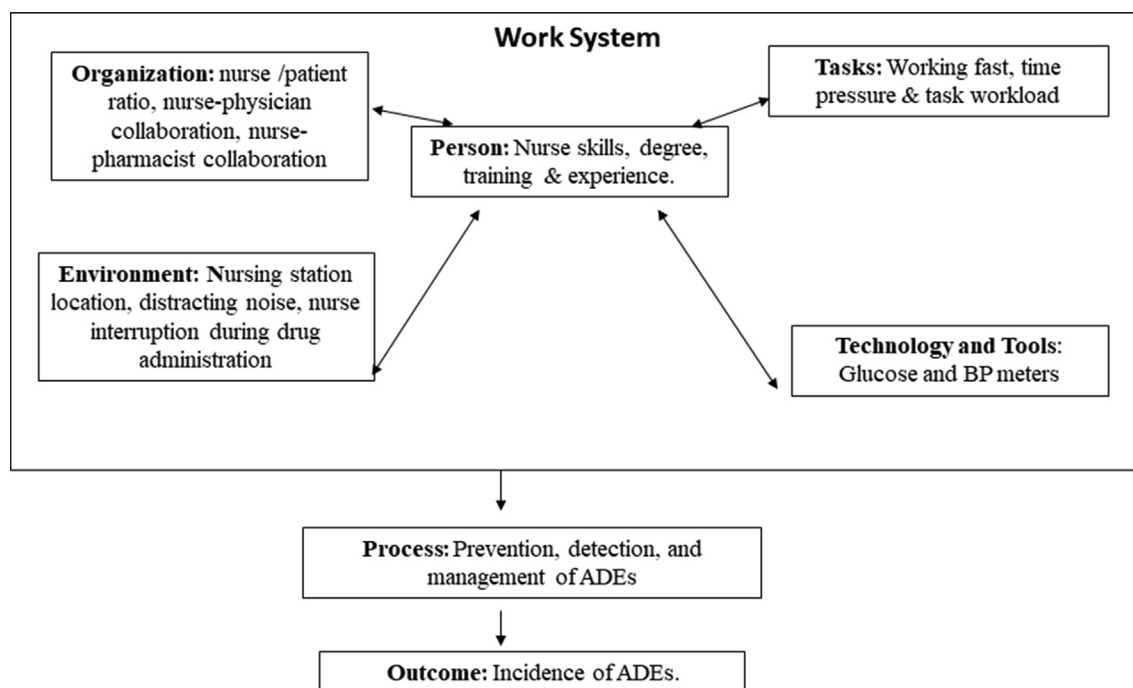 Work System
Organization: nurse /patient
ratio, nurse-physician
collaboration, nurse-
pharmacist collaboration
Tasks: Working fast, time
pressure & task workload
Person: Nurse skills, degree,
training & experience.
Environment: Nursing station
location, distracting noise, nurse
interruption during drug
administration
Technology and Tools:
Glucose and BP meters
Process: Prevention, detection, and
management of ADEs
Outcome: Incidence of ADEs.